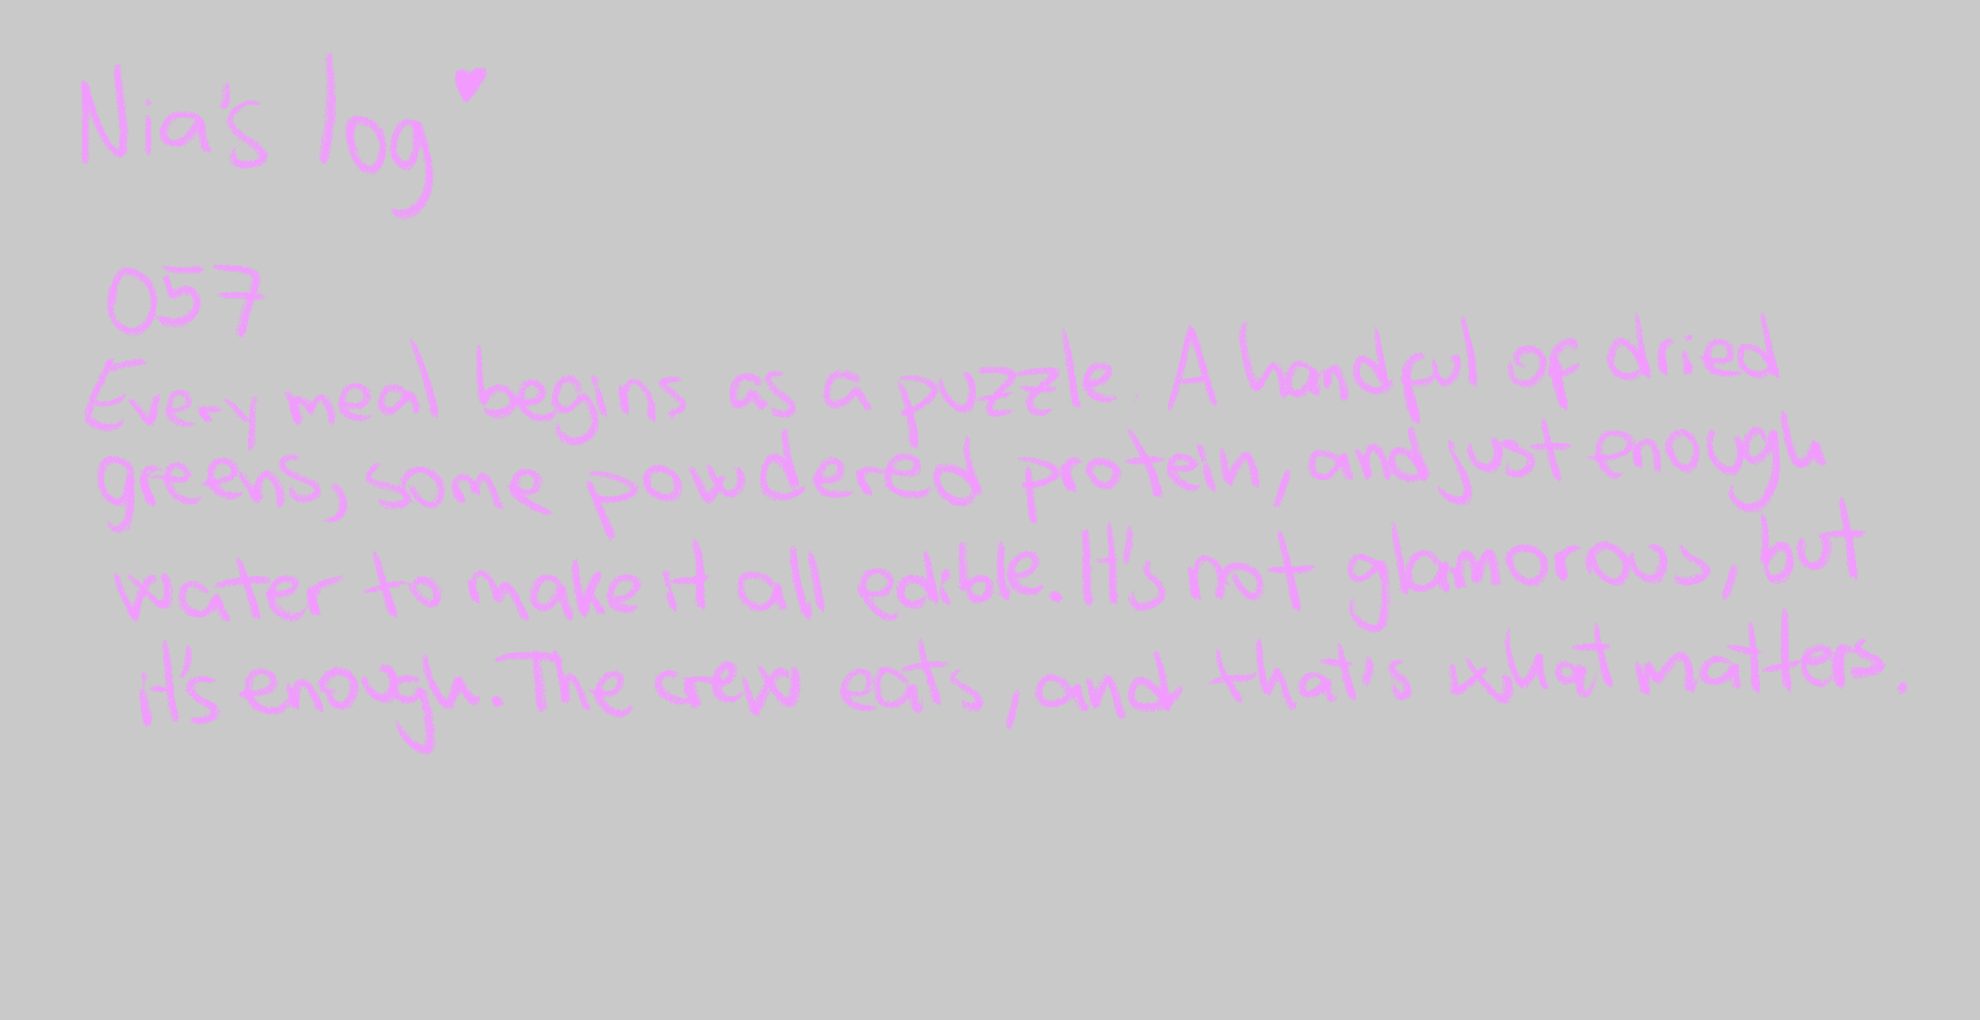 Nia's log ♥
057
Every meal begins as a puzzle. A handful of dried
greens, some powdered protein, and just enough
water to make it all edible. It's not glamorous, but
it's enough. The crew eats, and that's what matters.